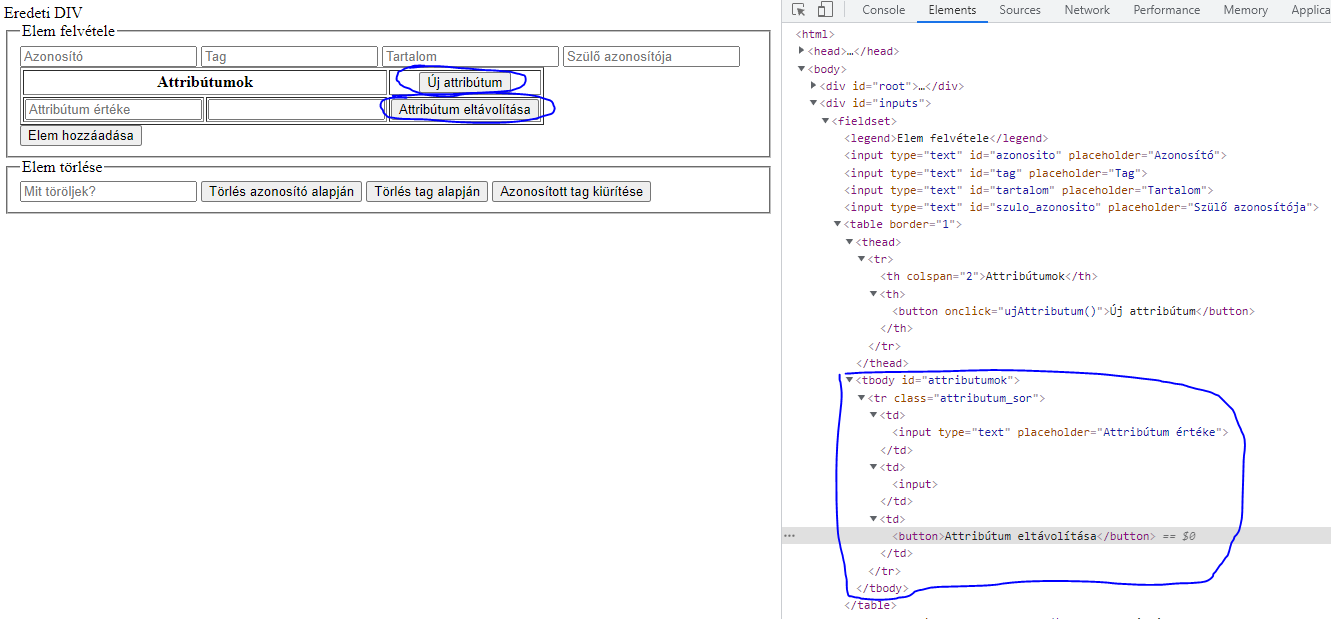 Eredeti DIV
Elem felvétele
Azonosító Tag Tartalom Szülő azonosítója
Attribútumok Új attribútum
Attribútum értéke Attribútum eltávolítása
Elem hozzáadása
Elem törlése
Mit töröljek? Törlés azonosító alapján Törlés tag alapján Azonosított tag kiürítése
Console Elements Sources Network Performance Memory Applica
<html>
<head>…</head>
<body>
<div id="root">…</div>
<div id="inputs">
<fieldset>
<legend>Elem felvétele</legend>
<input type="text" id="azonosito" placeholder="Azonosító">
<input type="text" id="tag" placeholder="Tag">
<input type="text" id="tartalom" placeholder="Tartalom">
<input type="text" id="szulo_azonosito" placeholder="Szülő azonosítója">
<table border="1">
<thead>
<tr>
<th colspan="2">Attribútumok</th>
<th>
<button onclick="ujAttributum()">Új attribútum</button>
</th>
</tr>
</thead>
<tbody id="attributumok">
<tr class="attributum_sor">
<td>
<input type="text" placeholder="Attribútum értéke">
</td>
<td>
<input>
</td>
<td>
<button>Attribútum eltávolítása</button> == $0
</td>
</tr>
</tbody>
</table>